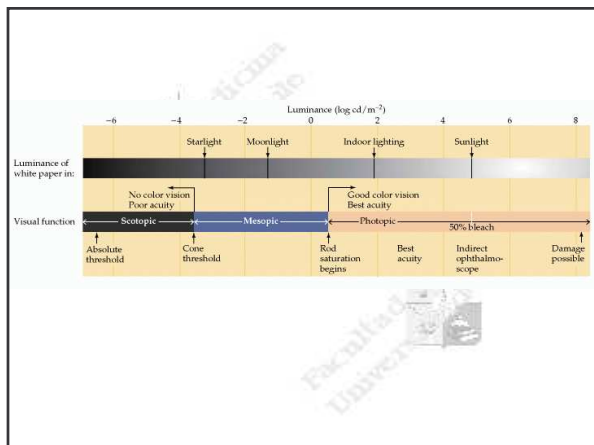 Luminance (log cd/m−2)
−6 −4 −2 0 2 4 6 8
Starlight Moonlight Indoor lighting Sunlight
Luminance of
white paper in:
No color vision
Poor acuity
Good color vision
Best acuity
Visual function
Scotopic Mesopic Photopic
50% bleach
Absolute
threshold
Cone
threshold
Rod
saturation
begins
Best
acuity
Indirect
ophthalmo-
scope
Damage
possible
Facultad